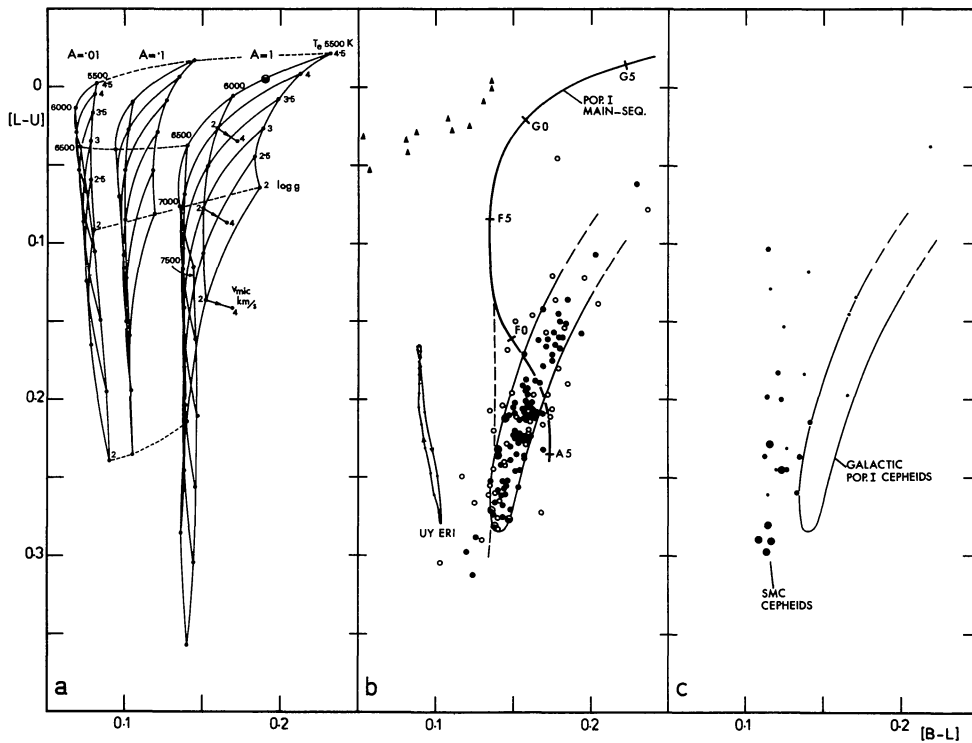 A=·01
A=·1
A=1
Te 5500 K
4·5
5500
4·5
6000
4
3·5
6500
3
2·5
2
6000
4
3·5
6500
2
4
3
2·5
2
log g
7000
2
4
7500
2
4
Vmic
km/s
2
0
[L-U]
0.1
0.2
0.3
a
0.1
0.2
G5
POP. I
MAIN-SEQ.
G0
F5
F0
A5
UY ERI
b
0.1
0.2
GALACTIC
POP. I CEPHEIDS
SMC
CEPHEIDS
c
0.1
0.2
[B-L]